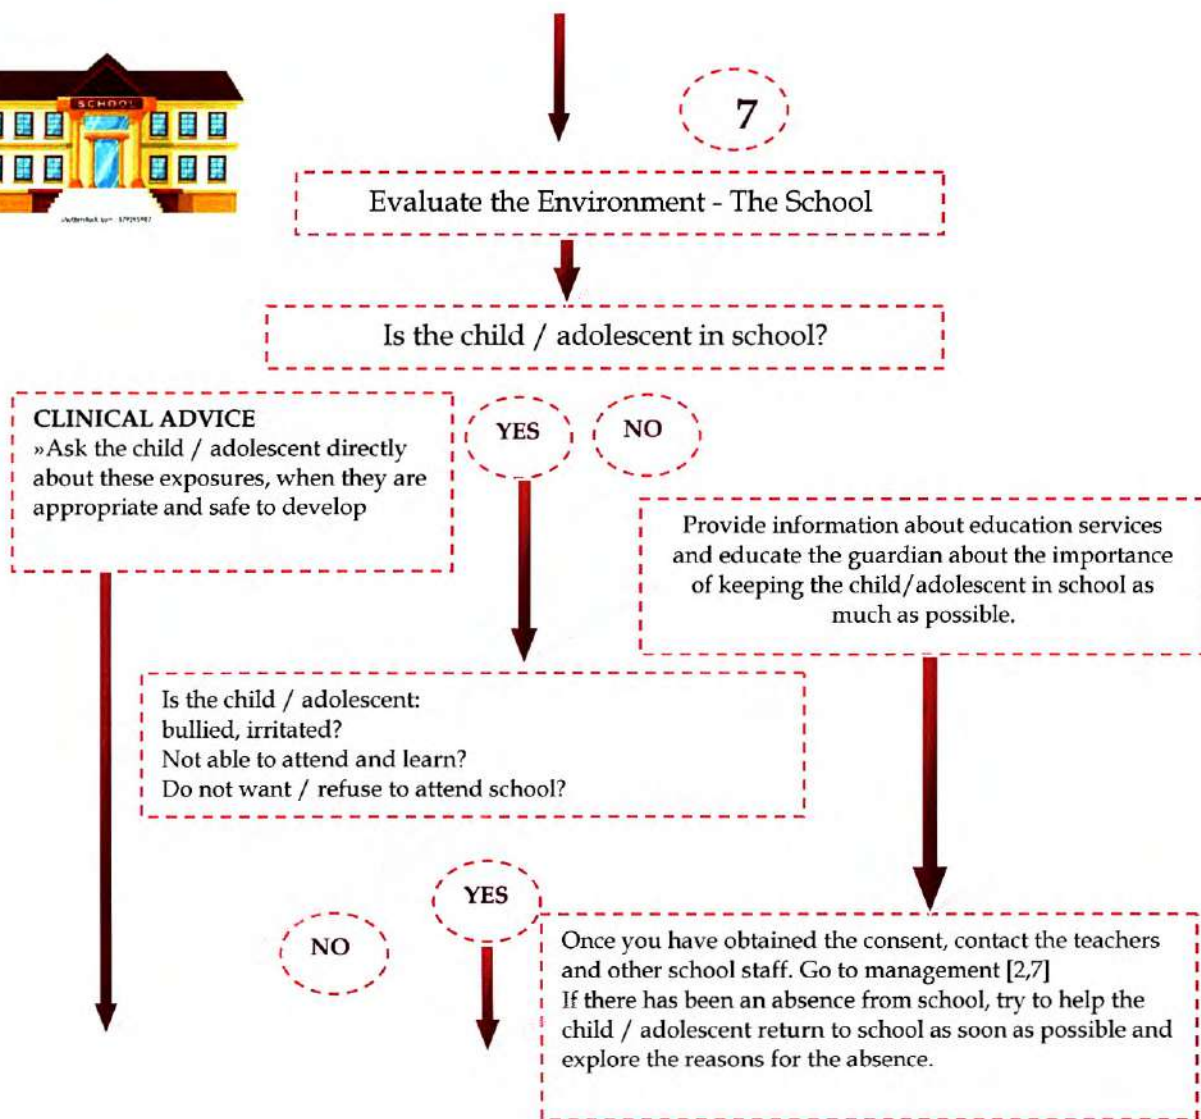 SCHOOL
7
Evaluate the Environment - The School
Is the child / adolescent in school?
CLINICAL ADVICE
»Ask the child / adolescent directly
about these exposures, when they are
appropriate and safe to develop
YES
NO
Provide information about education services
and educate the guardian about the importance
of keeping the child/adolescent in school as
much as possible.
Is the child / adolescent:
bullied, irritated?
Not able to attend and learn?
Do not want / refuse to attend school?
YES
NO
Once you have obtained the consent, contact the teachers
and other school staff. Go to management [2,7]
If there has been an absence from school, try to help the
child / adolescent return to school as soon as possible and
explore the reasons for the absence.